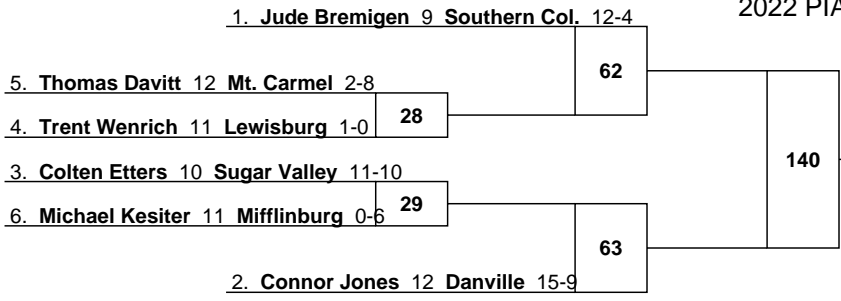 2022 PIA
1. Jude Bremigen 9 Southern Col. 12-4
62
5. Thomas Davitt 12 Mt. Carmel 2-8
28
4. Trent Wenrich 11 Lewisburg 1-0
140
3. Colten Etters 10 Sugar Valley 11-10
29
6. Michael Kesiter 11 Mifflinburg 0-6
63
2. Connor Jones 12 Danville 15-9